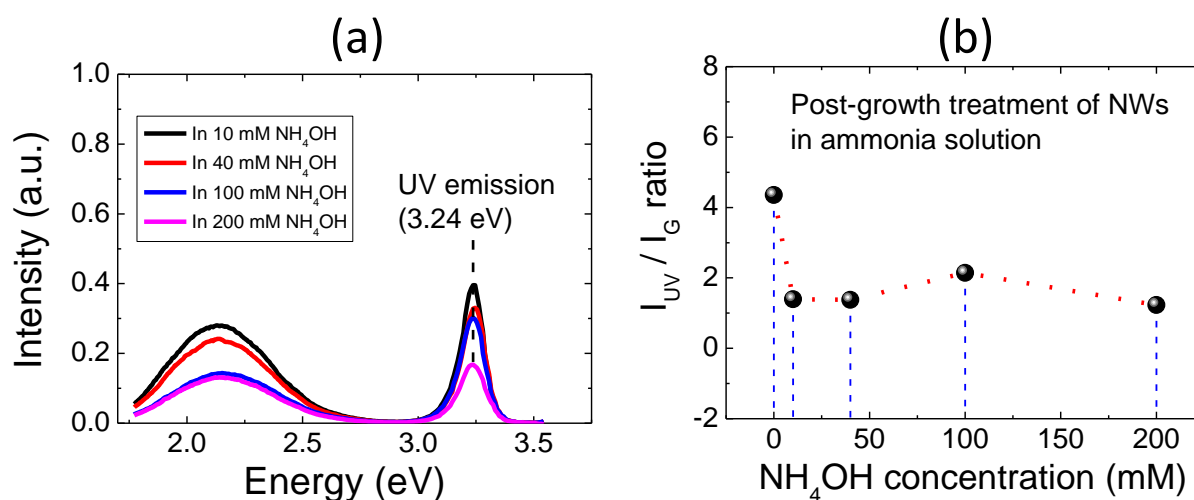 (a)
1.0
0.8
0.6
0.4
0.2
0.0
Intensity (a.u.)
In 10 mM NH₄OH
In 40 mM NH₄OH
In 100 mM NH₄OH
In 200 mM NH₄OH
UV emission
(3.24 eV)
2.0 2.5 3.0 3.5
Energy (eV)
(b)
8
6
4
2
0
-2
I_UV / I_G ratio
Post-growth treatment of NWs
in ammonia solution
0 50 100 150 200
NH₄OH concentration (mM)